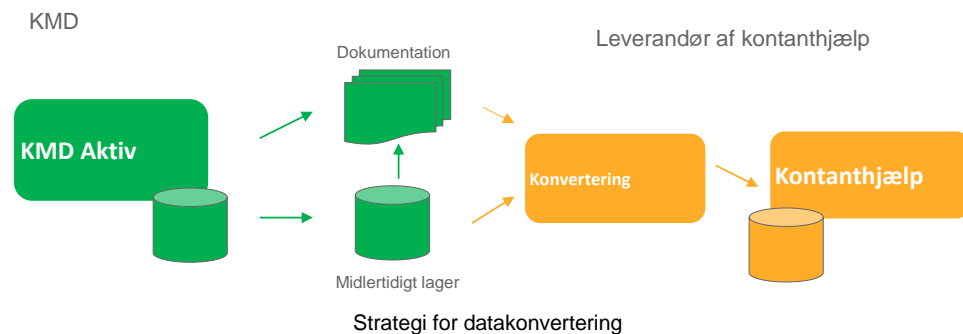 KMD
Leverandør af kontanthjælp
Dokumentation
KMD Aktiv
Konvertering
Kontanthjælp
Midlertidigt lager
Strategi for datakonvertering